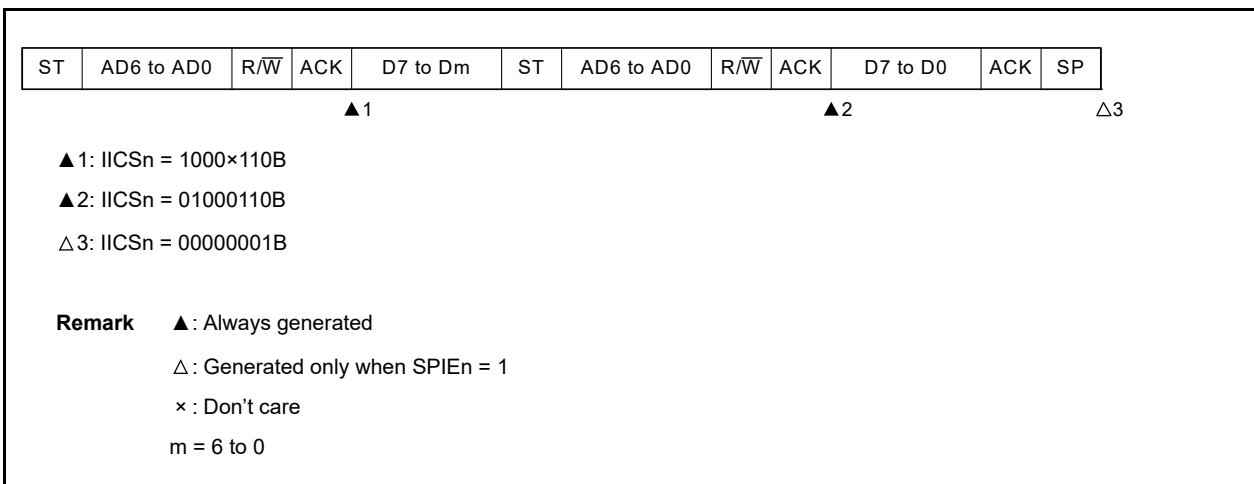 ST AD6 to AD0 R/W̅ ACK D7 to Dm ST AD6 to AD0 R/W̅ ACK D7 to D0 ACK SP
▲1 ▲2 △3
▲1: IICSn = 1000×110B
▲2: IICSn = 01000110B
△3: IICSn = 00000001B
Remark ▲: Always generated
△: Generated only when SPIEn = 1
× : Don’t care
m = 6 to 0